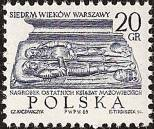 SIEDEM WIEKÓW WARSZAWY
20
GR
NAGROBEK OSTATNICH KSIĄŻĄT MAZOWIECKICH
POLSKA
PWPW 65